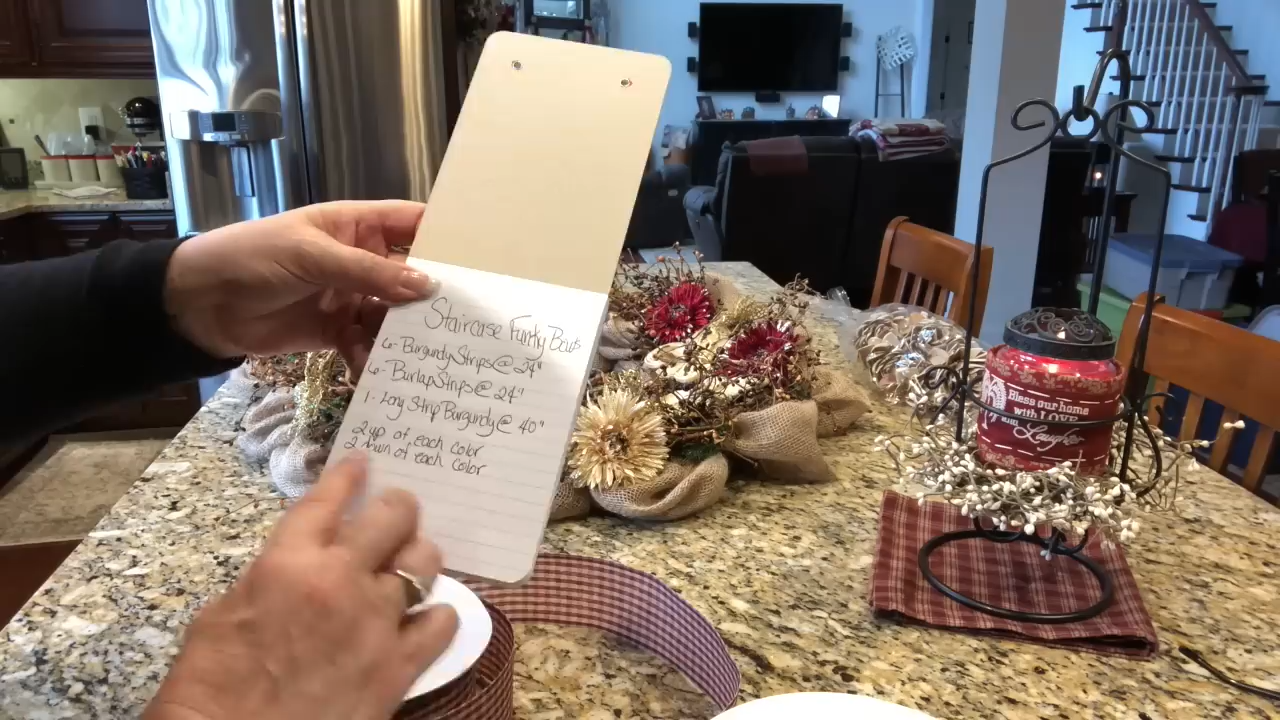 Staircase Funky Bows
6 - Burgundy Strips @ 24"
6 - Burlap Strips @ 24"
1 - Long Strip Burgundy @ 40"
2 up of each color
2 down of each color
Bless our home
with LOVE
and
Laughter